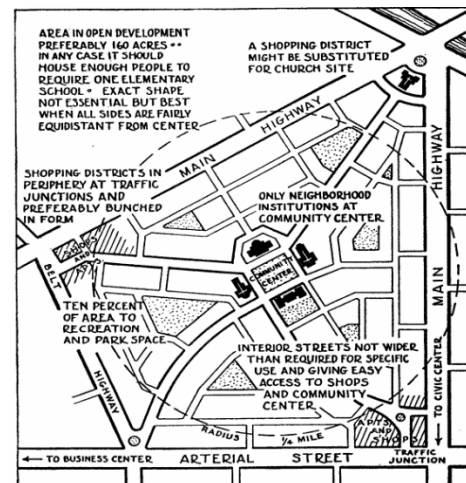 AREA IN OPEN DEVELOPMENT
PREFERABLY 160 ACRES **
IN ANY CASE IT SHOULD
HOUSE ENOUGH PEOPLE TO
REQUIRE ONE ELEMENTARY
SCHOOL • EXACT SHAPE
NOT ESSENTIAL BUT BEST
WHEN ALL SIDES ARE FAIRLY
EQUIDISTANT FROM CENTER
A SHOPPING DISTRICT
MIGHT BE SUBSTITUTED
FOR CHURCH SITE
MAIN HIGHWAY
SHOPPING DISTRICTS IN
PERIPHERY AT TRAFFIC
JUNCTIONS AND
PREFERABLY BUNCHED
IN FORM
ONLY NEIGHBORHOOD
INSTITUTIONS AT
COMMUNITY CENTER
MAIN HIGHWAY
SHOPS
AND
APTS
COMMUNITY
CENTER
BELT HIGHWAY
TEN PERCENT
OF AREA TO
RECREATION
AND PARK SPACE
INTERIOR STREETS NOT WIDER
THAN REQUIRED FOR SPECIFIC
USE AND GIVING EASY
ACCESS TO SHOPS
AND COMMUNITY
CENTER
TO CIVIC CENTER
RADIUS 1/4 MILE
APTS
AND
SHOPS
TO BUSINESS CENTER
ARTERIAL STREET
TRAFFIC
JUNCTION